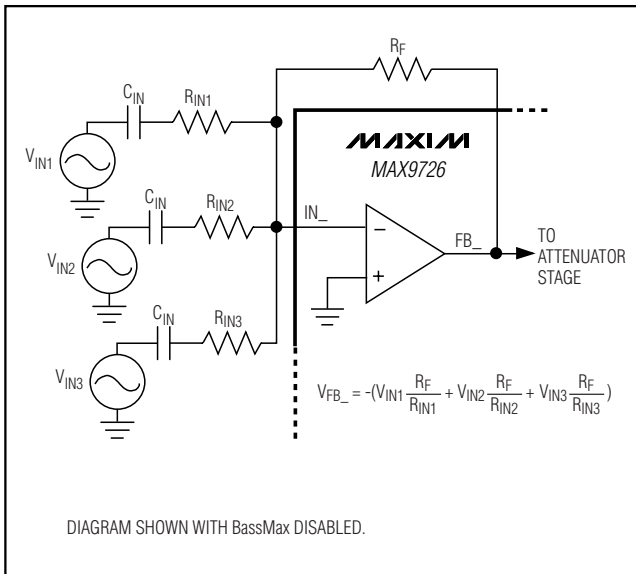 R_F
C_IN
R_IN1
V_IN1
MAXIM
MAX9726
C_IN
R_IN2
IN_
−
+
FB_
TO
ATTENUATOR
STAGE
V_IN2
C_IN
R_IN3
V_IN3
V_FB_ = -(V_IN1 R_F/R_IN1 + V_IN2 R_F/R_IN2 + V_IN3 R_F/R_IN3)
DIAGRAM SHOWN WITH BassMax DISABLED.